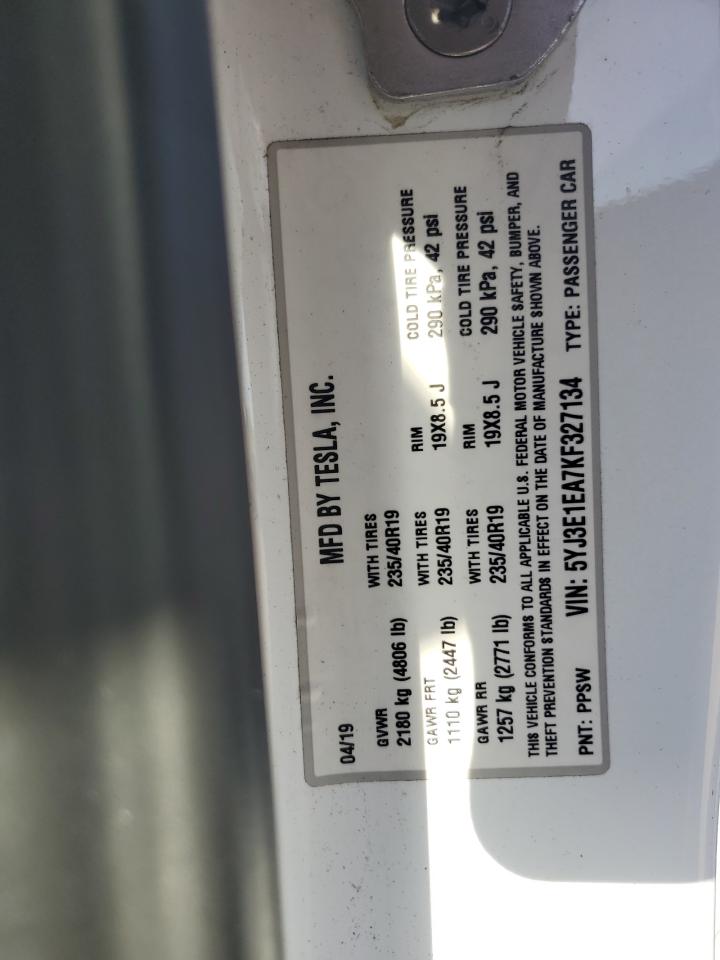 MFD BY TESLA, INC.
04/19
GVWR WITH TIRES
2180 kg (4806 lb) 235/40R19
GAWR FRT WITH TIRES RIM COLD TIRE PRESSURE
1110 kg (2447 lb) 235/40R19 19X8.5 J 290 kPa, 42 psi
GAWR RR WITH TIRES RIM COLD TIRE PRESSURE
1257 kg (2771 lb) 235/40R19 19X8.5 J 290 kPa, 42 psi
THIS VEHICLE CONFORMS TO ALL APPLICABLE U.S. FEDERAL MOTOR VEHICLE SAFETY, BUMPER, AND
THEFT PREVENTION STANDARDS IN EFFECT ON THE DATE OF MANUFACTURE SHOWN ABOVE.
PNT: PPSW VIN: 5YJ3E1EA7KF327134 TYPE: PASSENGER CAR